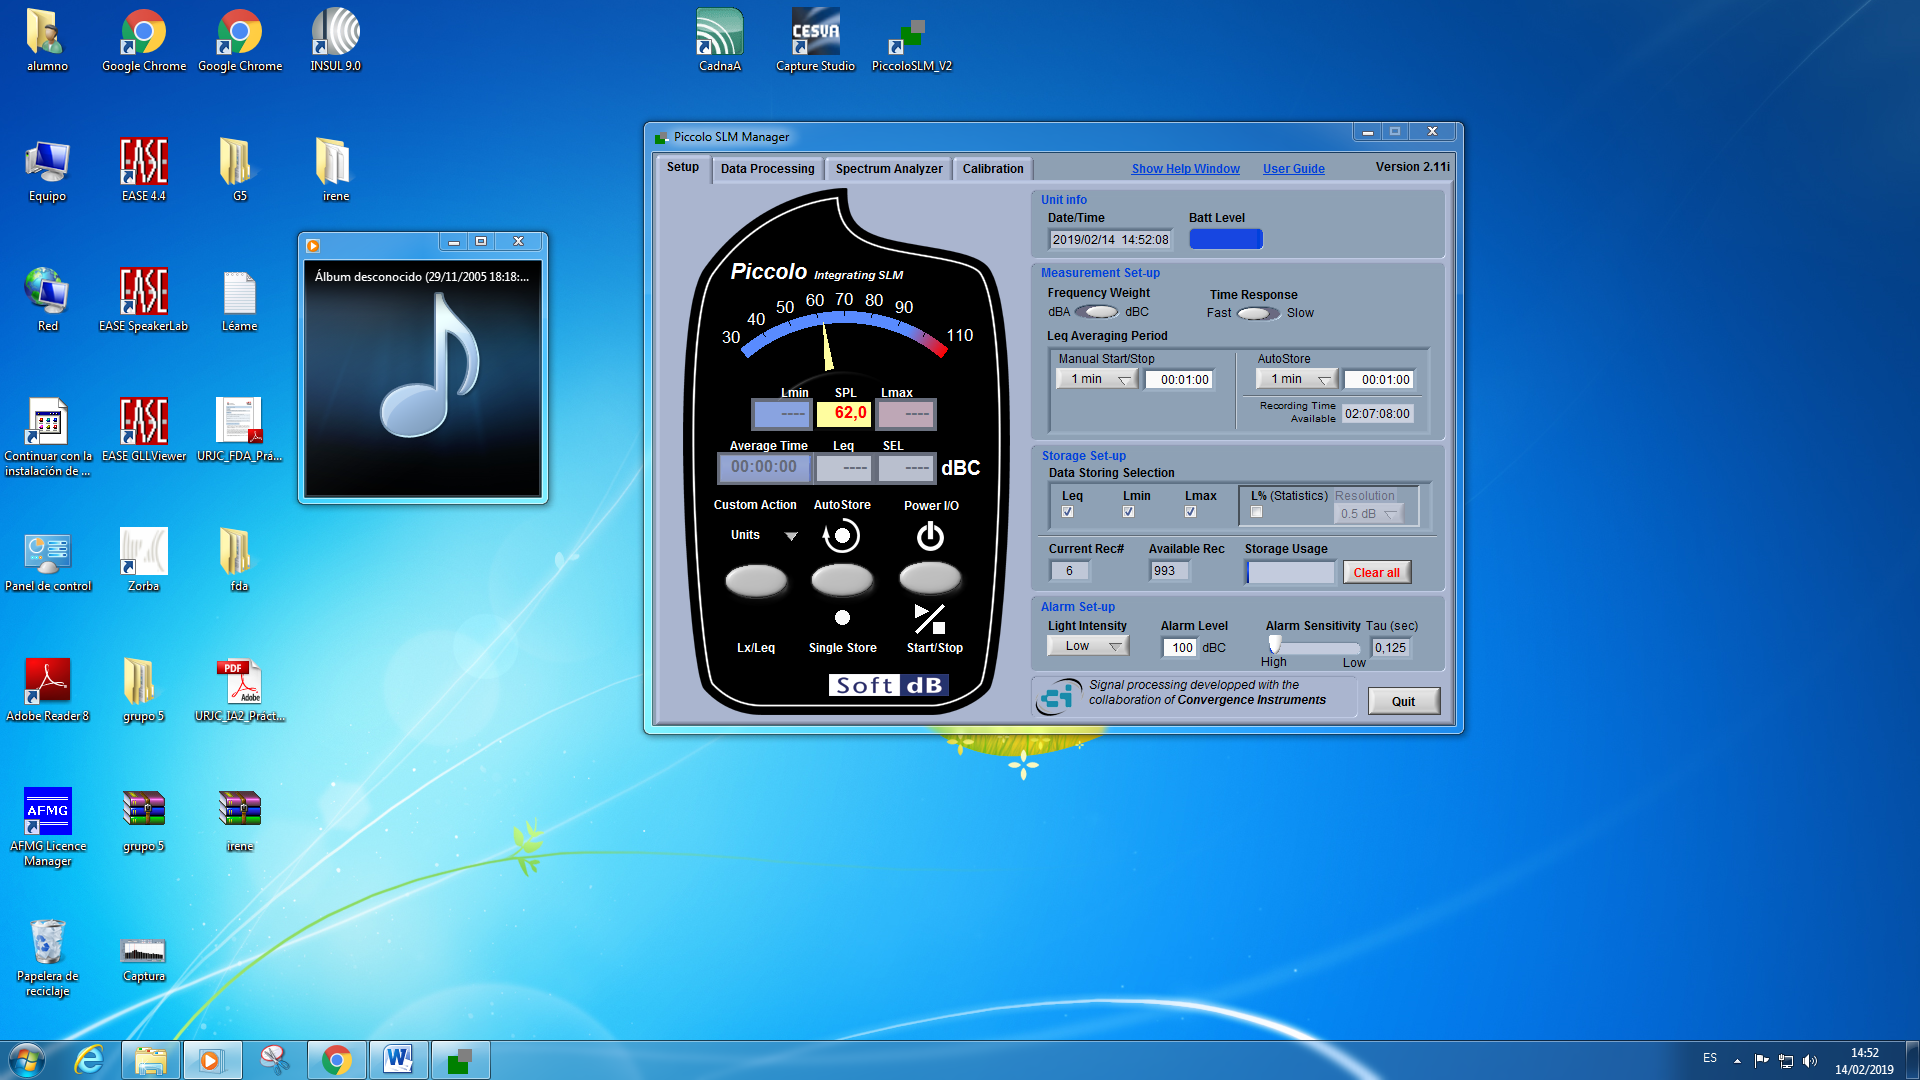 alumno
Google Chrome
Google Chrome
INSUL 9.0
CadnaA
CESVA
Capture Studio
PiccoloSLM_V2
Equipo
EASE
EASE 4.4
G5
irene
Red
EASE
EASE SpeakerLab
Léame
Continuar con la
instalación de ...
EASE
EASE GLLViewer
URJC_FDA_Prá...
Panel de control
Zorba
fda
Adobe Reader 8
grupo 5
PDF
Adobe
URJC_IA2_Práct...
AFMG
AFMG Licence
Manager
grupo 5
irene
Papelera de
reciclaje
Captura
Álbum desconocido (29/11/2005 18:18:...
Piccolo SLM Manager
Setup
Data Processing
Spectrum Analyzer
Calibration
Show Help Window
User Guide
Version 2.11i
Piccolo Integrating SLM
30 40 50 60 70 80 90 110
Lmin SPL Lmax
---- 62,0 ----
Average Time Leq SEL
00:00:00 ---- ---- dBC
Custom Action AutoStore Power I/O
Units
Lx/Leq Single Store Start/Stop
Soft dB
Unit info
Date/Time Batt Level
2019/02/14 14:52:08
Measurement Set-up
Frequency Weight Time Response
dBA dBC Fast Slow
Leq Averaging Period
Manual Start/Stop AutoStore
1 min 00:01:00 1 min 00:01:00
Recording Time
Available 02:07:08:00
Storage Set-up
Data Storing Selection
Leq Lmin Lmax L% (Statistics) Resolution
0.5 dB
Current Rec# Available Rec Storage Usage
6 993 Clear all
Alarm Set-up
Light Intensity Alarm Level Alarm Sensitivity Tau (sec)
Low 100 dBC 0,125
High Low
Signal processing developped with the
collaboration of Convergence Instruments
Quit
W
ES
14:52
14/02/2019